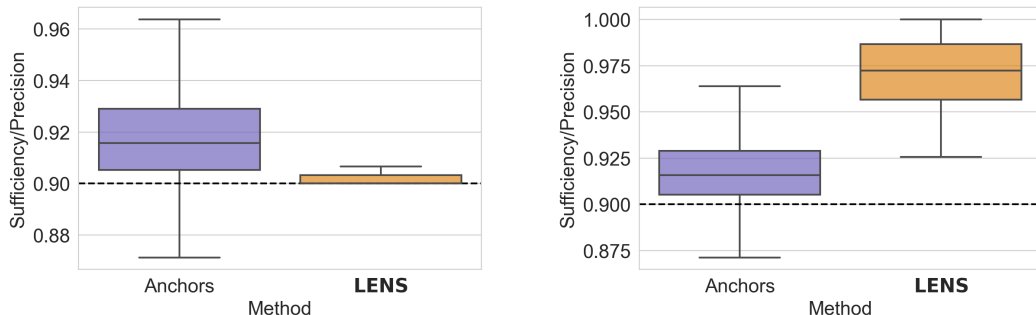 Sufficiency/Precision
0.96
0.94
0.92
0.90
0.88
Anchors LENS
Method
Sufficiency/Precision
1.000
0.975
0.950
0.925
0.900
0.875
Anchors LENS
Method